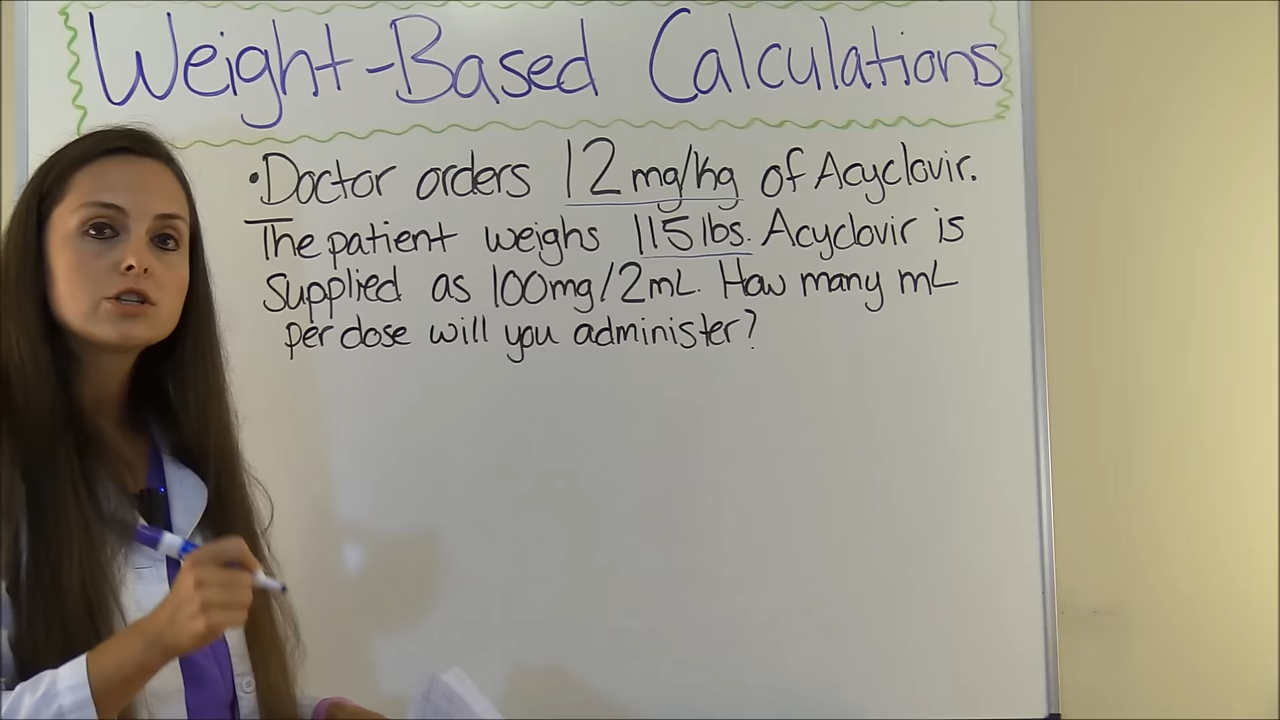 Weight-Based Calculations
•Doctor orders 12 mg/kg of Acyclovir.
The patient weighs 115 lbs. Acyclovir is
supplied as 100mg/2mL. How many mL
per dose will you administer?